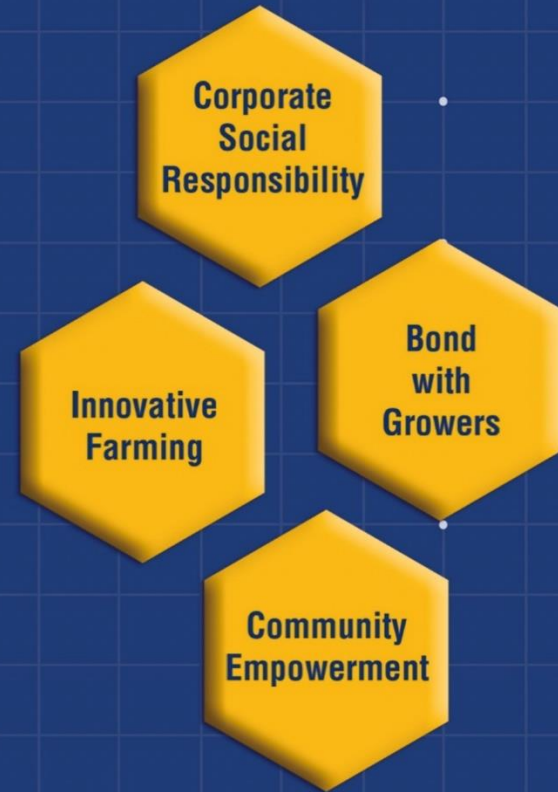 Corporate
Social
Responsibility
Bond
with
Growers
Innovative
Farming
Community
Empowerment